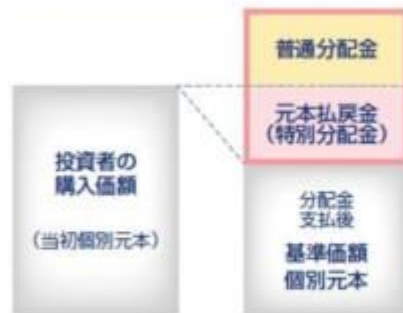 普通分配金
元本払戻金
(特別分配金)
投資者の
購入価額
(当初個別元本)
分配金
支払後
基準価額
個別元本